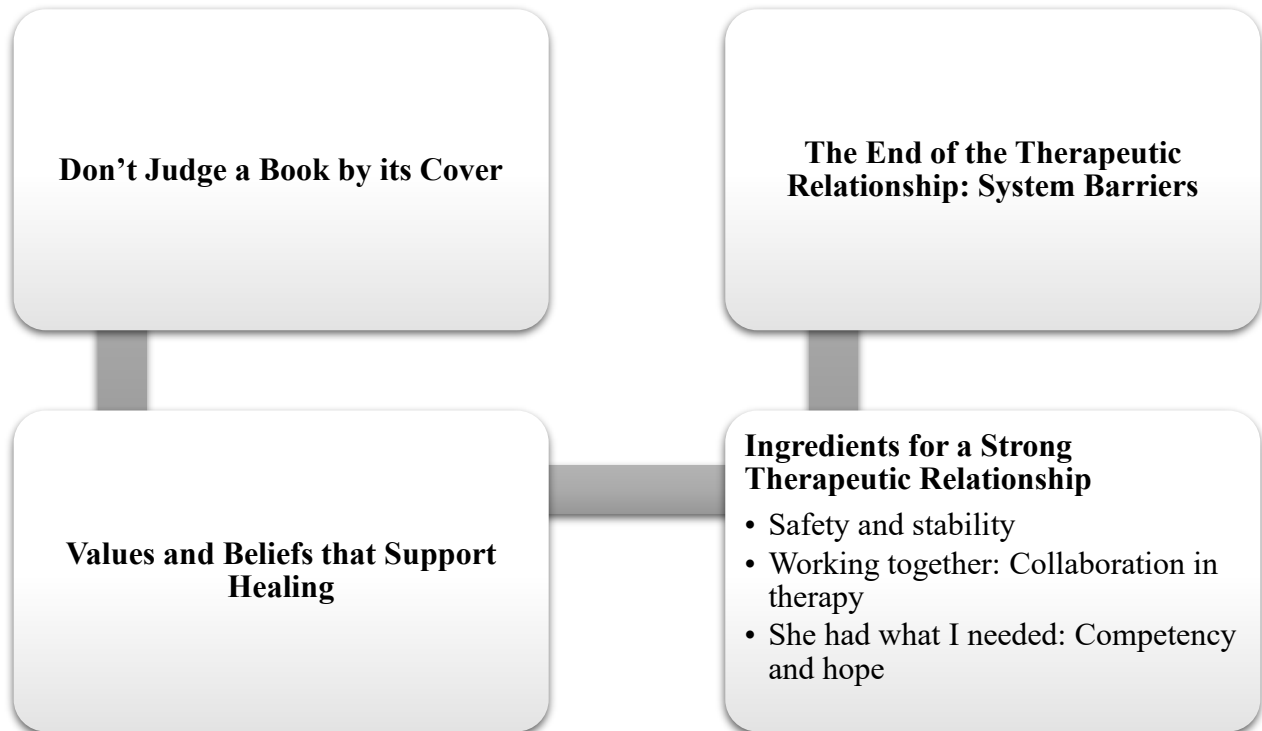 Don’t Judge a Book by its Cover
Values and Beliefs that Support
Healing
Ingredients for a Strong
Therapeutic Relationship
• Safety and stability
• Working together: Collaboration in
therapy
• She had what I needed: Competency
and hope
The End of the Therapeutic
Relationship: System Barriers